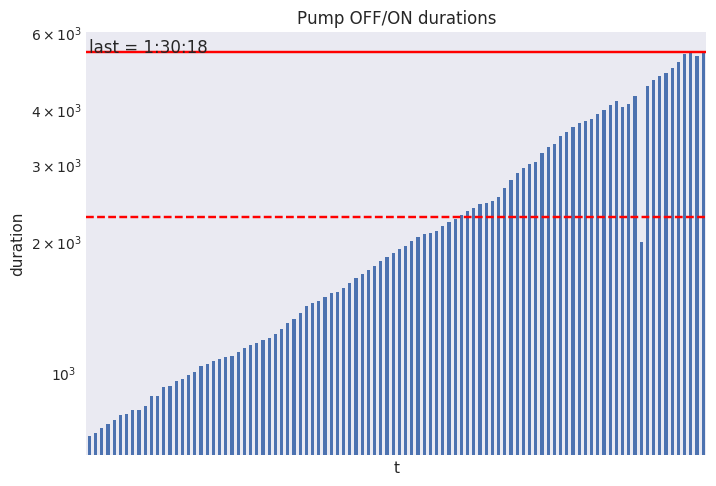 Pump OFF/ON durations
6 × 10³
last = 1:30:18
4 × 10³
3 × 10³
duration
2 × 10³
10³
t